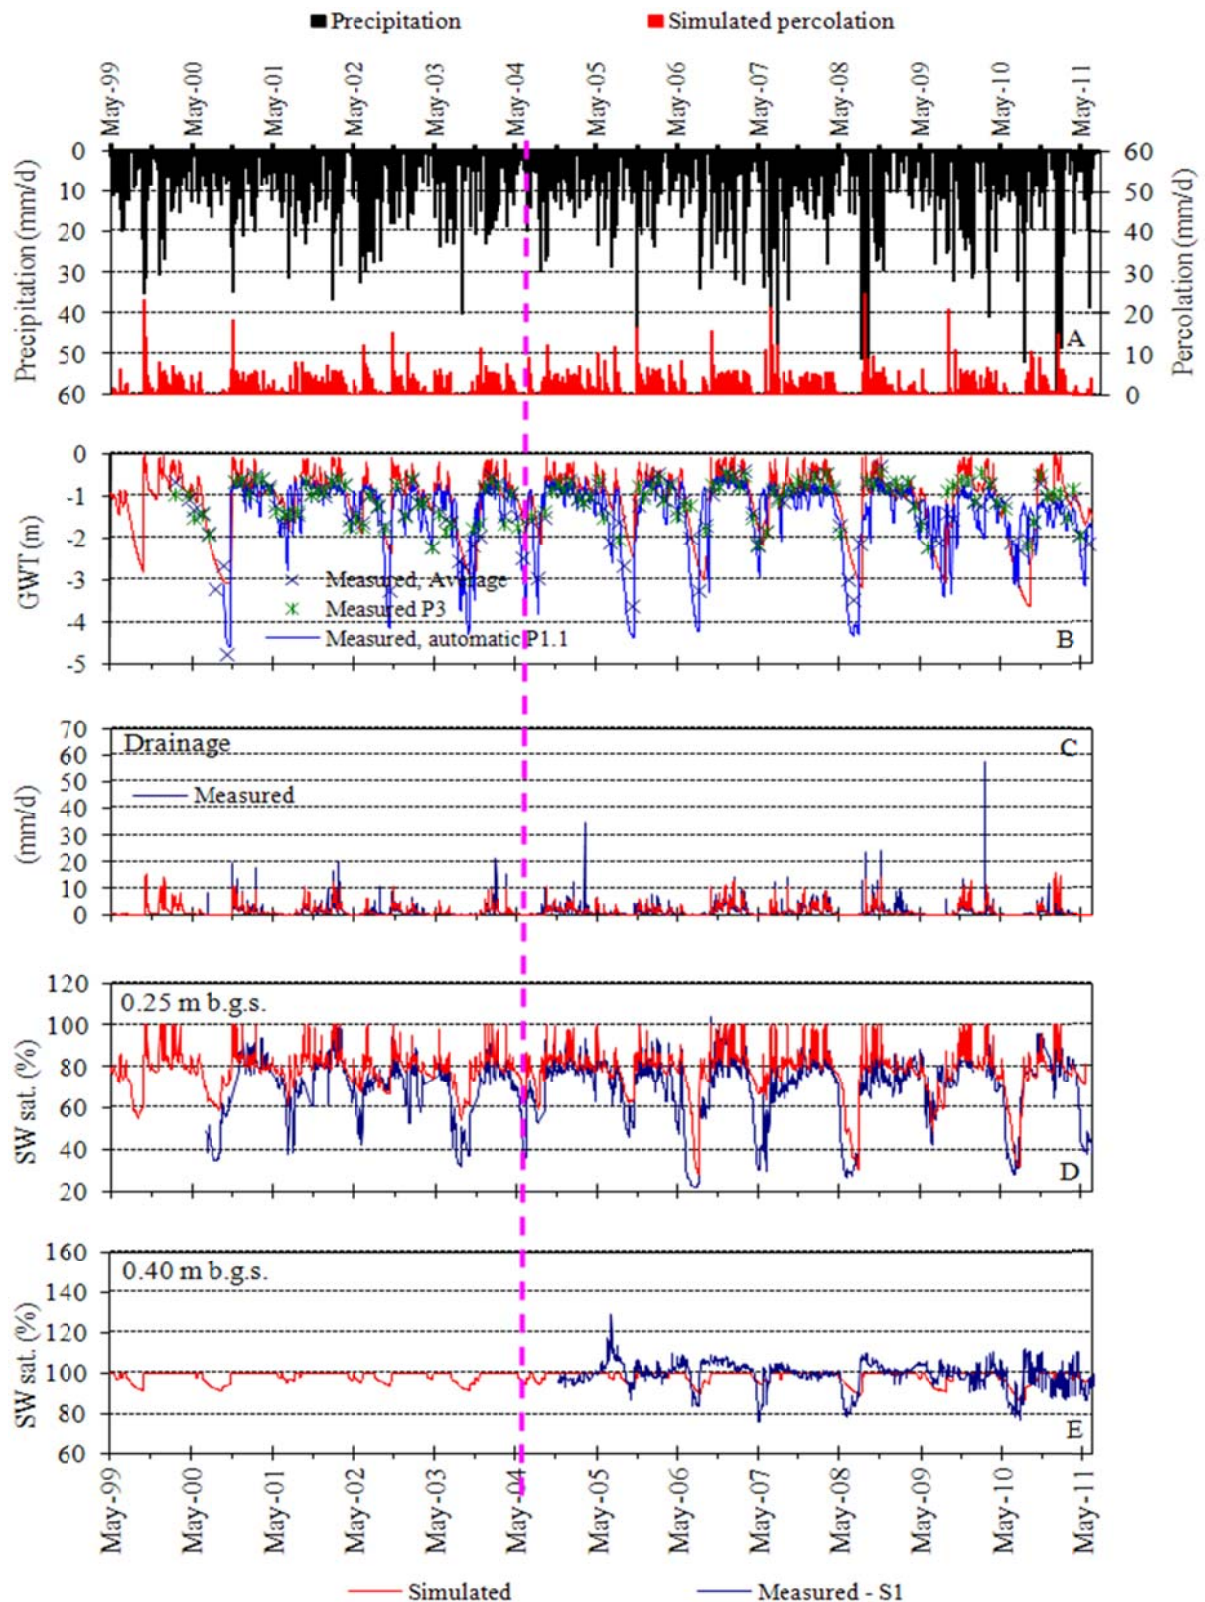 Precipitation Simulated percolation
May-99 May-00 May-01 May-02 May-03 May-04 May-05 May-06 May-07 May-08 May-09 May-10 May-11
Precipitation (mm/d)
0
10
20
30
40
50
60
Percolation (mm/d)
60
50
40
30
20
10
0
A
GWT (m)
0
-1
-2
-3
-4
-5
Measured, Average
Measured P3
Measured, automatic P1.1
B
(mm/d)
70
60
50
40
30
20
10
0
Drainage
Measured
C
SW sat. (%)
120
100
80
60
40
20
0.25 m b.g.s.
D
SW sat. (%)
160
140
120
100
80
60
0.40 m b.g.s.
E
May-99 May-00 May-01 May-02 May-03 May-04 May-05 May-06 May-07 May-08 May-09 May-10 May-11
Simulated Measured - S1